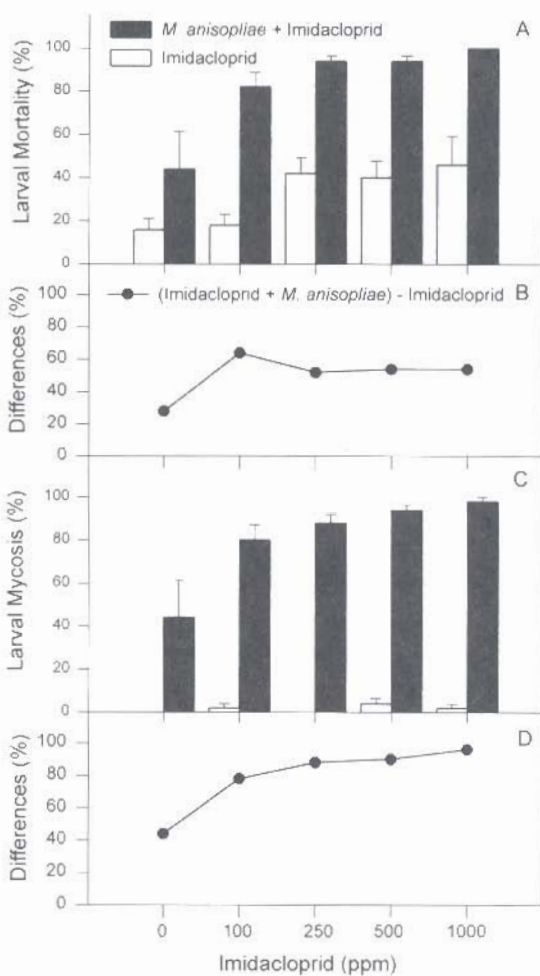 M. anisopliae + Imidacloprid
Imidacloprid
A
Larval Mortality (%)
100
80
60
40
20
0
(Imidacloprid + M. anisopliae) - Imidacloprid
B
Differences (%)
100
80
60
40
20
0
C
Larval Mycosis (%)
100
80
60
40
20
0
D
Differences (%)
100
80
60
40
20
0
0 100 250 500 1000
Imidacloprid (ppm)